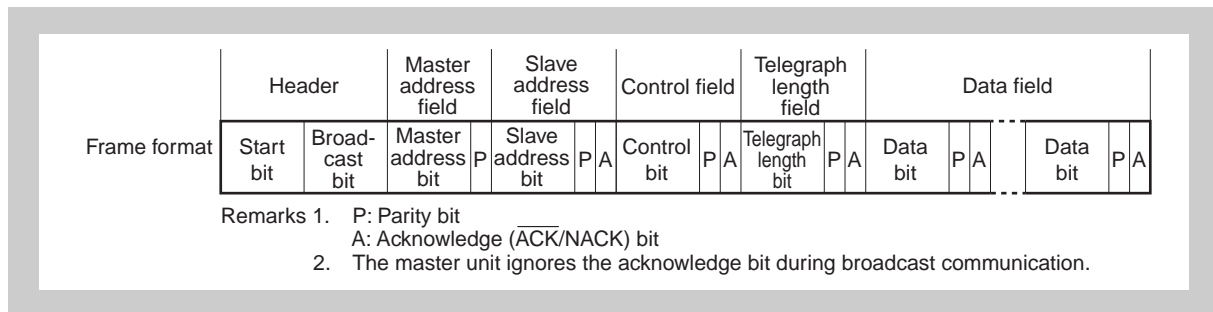 Header
Master
address
field
Slave
address
field
Control field
Telegraph
length
field
Data field
Frame format
Start
bit
Broad-
cast
bit
Master
address
bit
P
Slave
address
bit
P A
Control
bit
P A
Telegraph
length
bit
P A
Data
bit
P A
Data
bit
P A
Remarks 1. P: Parity bit
A: Acknowledge (A̅C̅K̅/NACK) bit
2. The master unit ignores the acknowledge bit during broadcast communication.